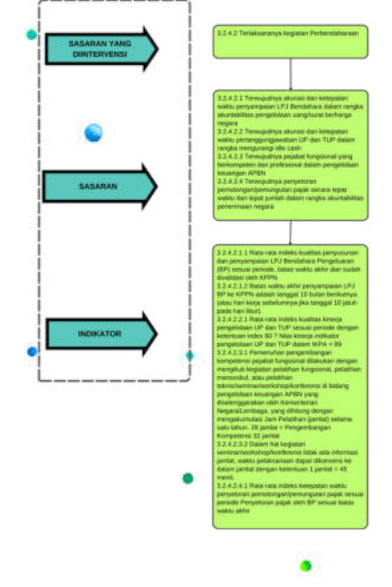 SASARAN YANG
DIINTERVENSI
SASARAN
INDIKATOR
3.2.4.2 Terlaksananya kegiatan Perbendaharaan
3.2.4.2.1 Terwujudnya akurasi dan ketepatan
waktu penyampaian LPJ Bendahara dalam rangka
akuntabilitas pengelolaan uang/surat berharga
negara
3.2.4.2.2 Terwujudnya akurasi dan ketepatan
waktu pertanggungjawaban UP dan TUP dalam
rangka mengurangi idle cash
3.2.4.2.3 Terwujudnya pejabat fungsional yang
berkompeten dan profesional dalam pengelolaan
keuangan APBN
3.2.4.2.4 Terwujudnya penyetoran
pemotongan/pemungutan pajak secara tepat
waktu dan tepat jumlah dalam rangka akuntabilitas
penerimaan negara
3.2.4.2.1.1 Rata-rata indeks kualitas penyusunan
dan penyampaian LPJ Bendahara Pengeluaran
(BP) sesuai periode, batas waktu akhir dan sudah
divalidasi oleh KPPN
3.2.4.2.1.2 Batas waktu akhir penyampaian LPJ
BP ke KPPN adalah tanggal 10 bulan berikutnya
(atau hari kerja sebelumnya jika tanggal 10 jatuh
pada hari libur).
3.2.4.2.2.1 Rata rata indeks kualitas kinerja
pengelolaan UP dan TUP sesuai periode dengan
ketentuan index 80 ? Nilai kinerja indikator
pengelolaan UP dan TUP dalam IKPA = 89
3.2.4.2.3.1 Pemenuhan pengembangan
kompetensi pejabat fungsional dilakukan dengan
mengikuti kegiatan pelatihan fungsional, pelatihan
mansoskul, atau pelatihan
teknis/seminar/workshop/konferensi di bidang
pengelolaan keuangan APBN yang
diselenggarakan oleh Kementerian
Negara/Lembaga, yang dihitung dengan
mengakumulasi Jam Pelatihan (jamlat) selama
satu tahun. 28 jamlat = Pengembangan
Kompetensi 32 jamlat
3.2.4.2.3.2 Dalam hal kegiatan
seminar/workshop/konferensi tidak ada informasi
jamlat, waktu pelaksanaan dapat dikonversi ke
dalam jamlat dengan ketentuan 1 jamlat = 45
menit.
3.2.4.2.4.1 Rata-rata indeks ketepatan waktu
penyetoran pemotongan/pemungutan pajak sesuai
periode Penyetoran pajak oleh BP sesuai batas
waktu akhir